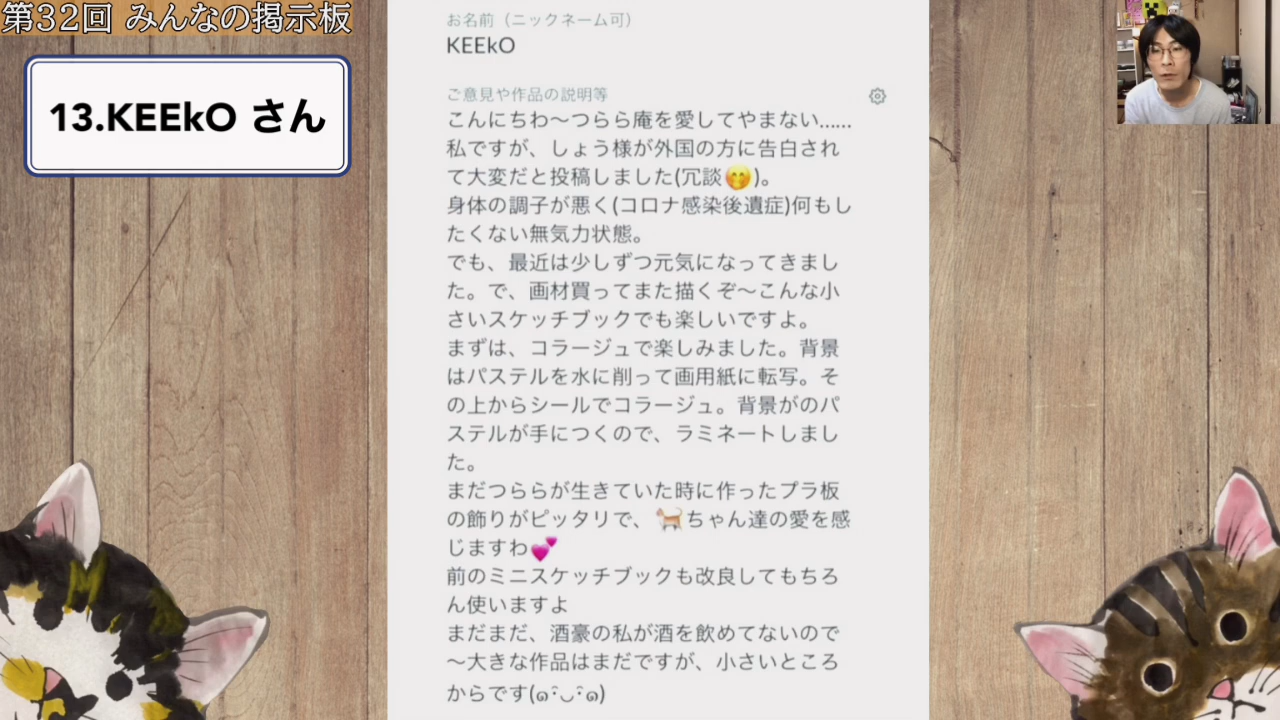 第32回 みんなの掲示板
13.KEEkO さん
お名前（ニックネーム可）
KEEkO
ご意見や作品の説明等
こんにちわ〜つらら庵を愛してやまない……
私ですが、しょう様が外国の方に告白され
て大変だと投稿しました(冗談🤭)。
身体の調子が悪く(コロナ感染後遺症)何もし
たくない無気力状態。
でも、最近は少しずつ元気になってきまし
た。で、画材買ってまた描くぞ〜こんな小
さいスケッチブックでも楽しいですよ。
まずは、コラージュで楽しみました。背景
はパステルを水に削って画用紙に転写。そ
の上からシールでコラージュ。背景がのパ
ステルが手につくので、ラミネートしまし
た。
まだつららが生きていた時に作ったプラ板
の飾りがピッタリで、🐈ちゃん達の愛を感
じますわ💕
前のミニスケッチブックも改良してもちろ
ん使いますよ
まだまだ、酒豪の私が酒を飲めてないので
〜大きな作品はまだですが、小さいところ
からです(ฅ･̑◡･̑ฅ)